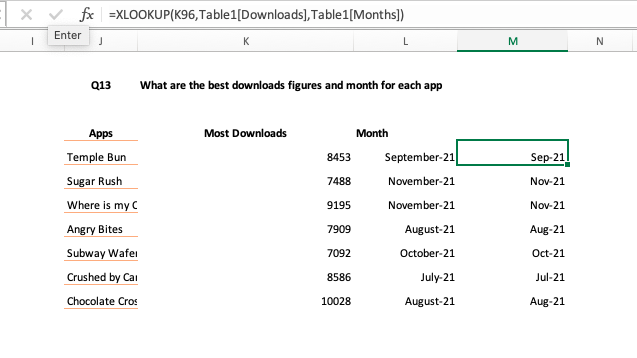 fx =XLOOKUP(K96,Table1[Downloads],Table1[Months])
Enter
I J K L M N
Q13 What are the best downloads figures and month for each app
Apps Most Downloads Month
Temple Bun 8453 September-21 Sep-21
Sugar Rush 7488 November-21 Nov-21
Where is my C 9195 November-21 Nov-21
Angry Bites 7909 August-21 Aug-21
Subway Wafe 7092 October-21 Oct-21
Crushed by Ca 8586 July-21 Jul-21
Chocolate Cros 10028 August-21 Aug-21